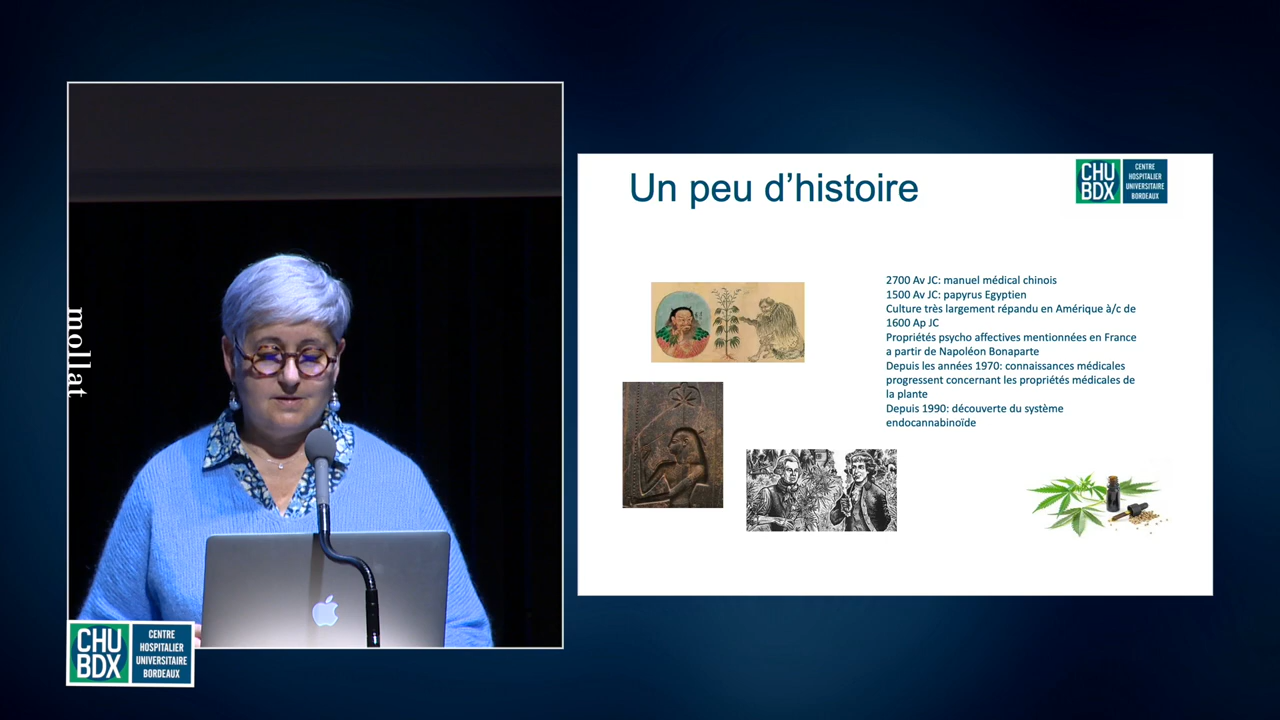 mollat
CHU
BDX
CENTRE
HOSPITALIER
UNIVERSITAIRE
BORDEAUX
Un peu d’histoire
CHU
BDX
CENTRE
HOSPITALIER
UNIVERSITAIRE
BORDEAUX
2700 Av JC: manuel médical chinois
1500 Av JC: papyrus Egyptien
Culture très largement répandu en Amérique à/c de
1600 Ap JC
Propriétés psycho affectives mentionnées en France
a partir de Napoléon Bonaparte
Depuis les années 1970: connaissances médicales
progressent concernant les propriétés médicales de
la plante
Depuis 1990: découverte du système
endocannabinoïde